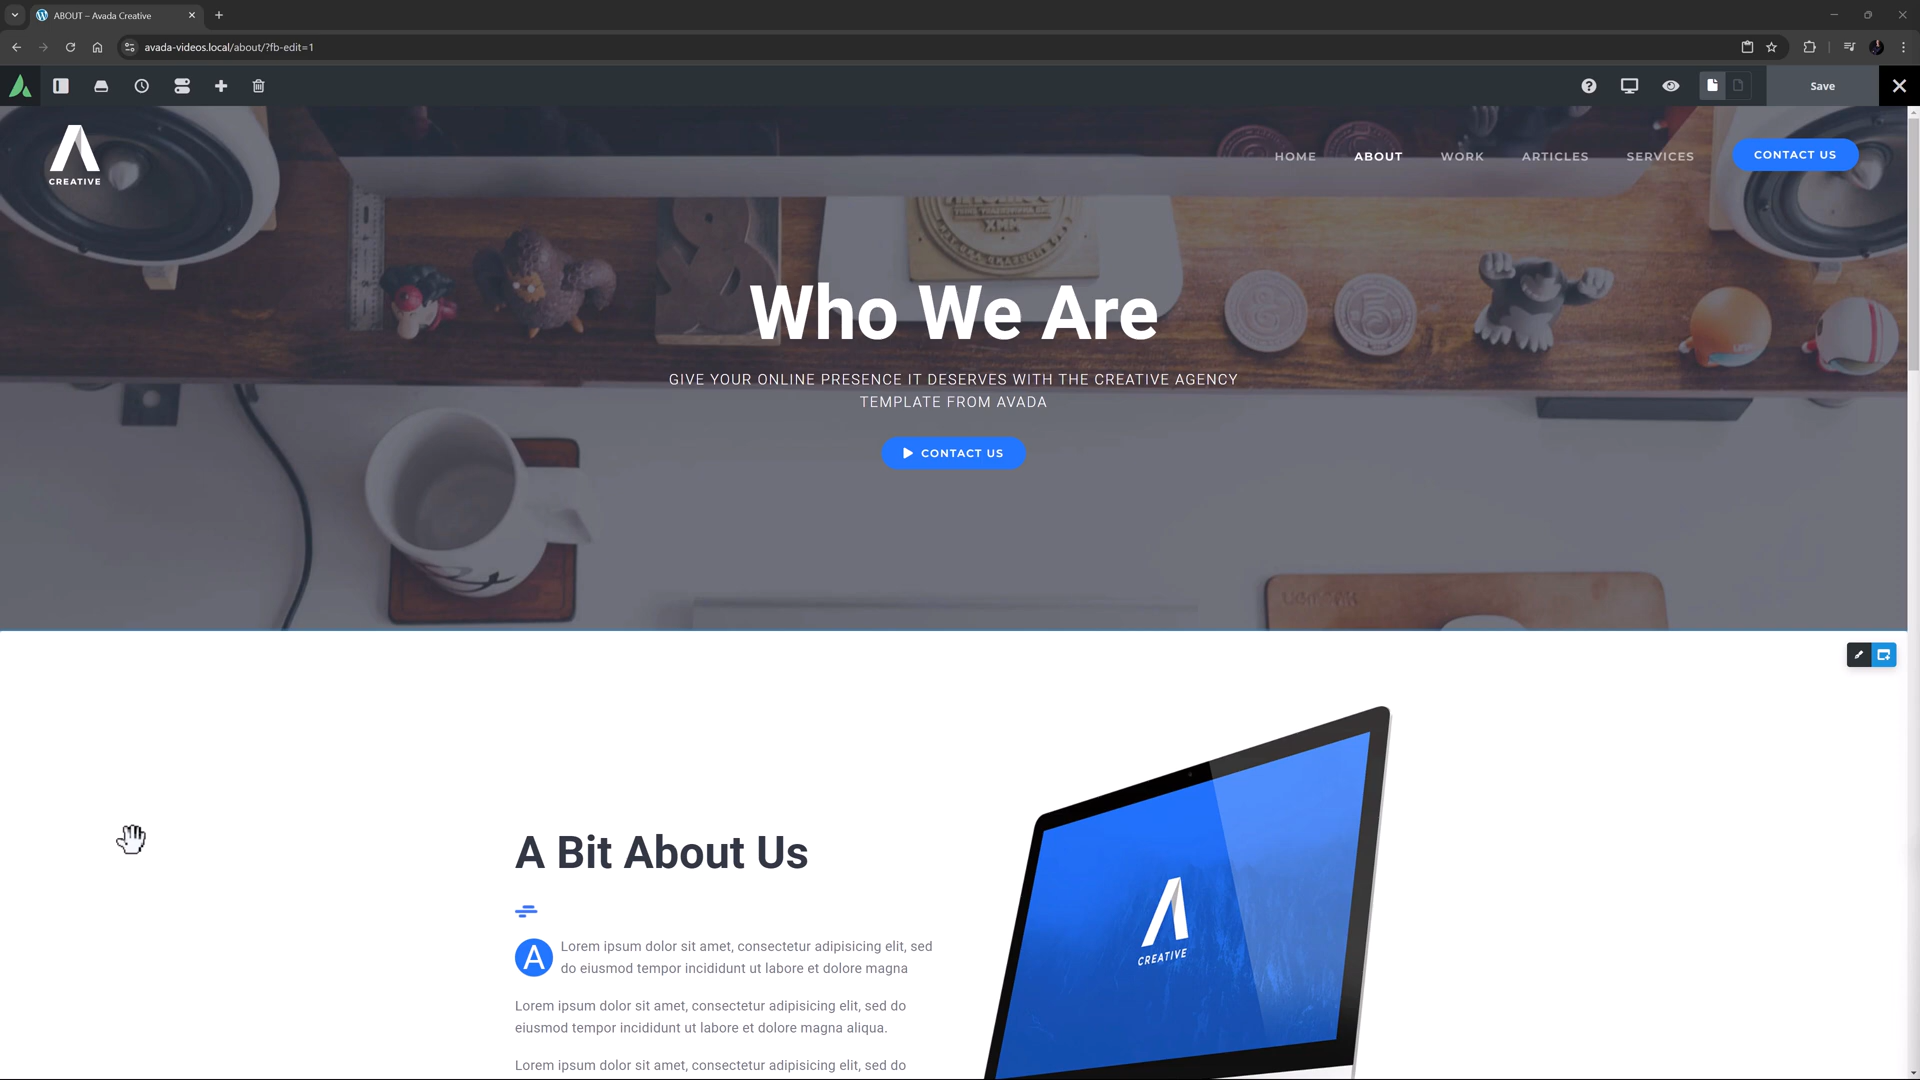 ABOUT – Avada Creative
avada-videos.local/about/?fb-edit=1
Save
CREATIVE
HOME
ABOUT
WORK
ARTICLES
SERVICES
CONTACT US
Who We Are
GIVE YOUR ONLINE PRESENCE IT DESERVES WITH THE CREATIVE AGENCY
TEMPLATE FROM AVADA
CONTACT US
A Bit About Us
A
Lorem ipsum dolor sit amet, consectetur adipisicing elit, sed
do eiusmod tempor incididunt ut labore et dolore magna
CREATIVE
Lorem ipsum dolor sit amet, consectetur adipisicing elit, sed do
eiusmod tempor incididunt ut labore et dolore magna aliqua.
Lorem ipsum dolor sit amet, consectetur adipisicing elit, sed do